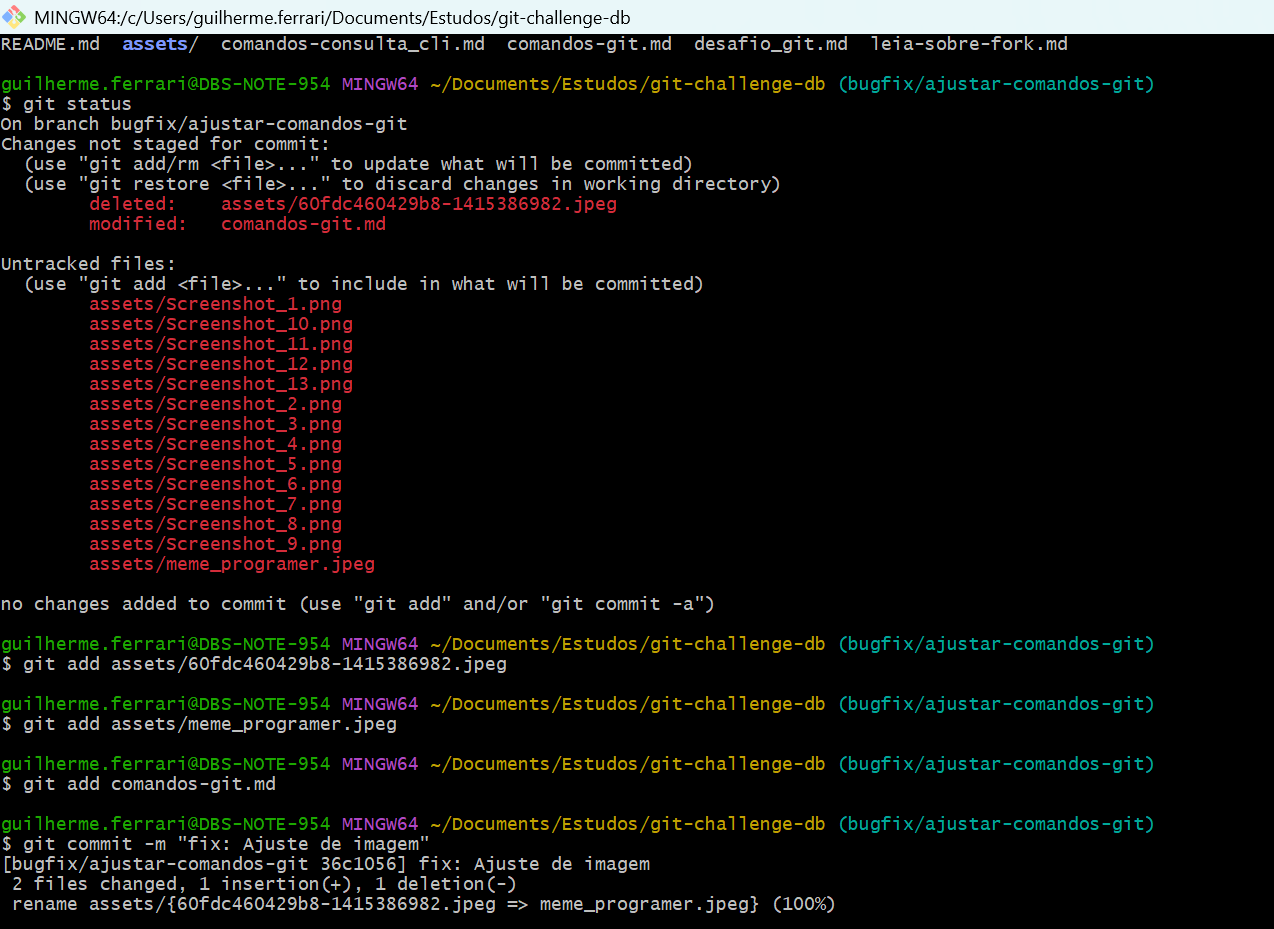 MINGW64:/c/Users/guilherme.ferrari/Documents/Estudos/git-challenge-db
README.md  assets/  comandos-consulta_cli.md  comandos-git.md  desafio_git.md  leia-sobre-fork.md
guilherme.ferrari@DBS-NOTE-954 MINGW64 ~/Documents/Estudos/git-challenge-db (bugfix/ajustar-comandos-git)
$ git status
On branch bugfix/ajustar-comandos-git
Changes not staged for commit:
  (use "git add/rm <file>..." to update what will be committed)
  (use "git restore <file>..." to discard changes in working directory)
        deleted:    assets/60fdc460429b8-1415386982.jpeg
        modified:   comandos-git.md
Untracked files:
  (use "git add <file>..." to include in what will be committed)
        assets/Screenshot_1.png
        assets/Screenshot_10.png
        assets/Screenshot_11.png
        assets/Screenshot_12.png
        assets/Screenshot_13.png
        assets/Screenshot_2.png
        assets/Screenshot_3.png
        assets/Screenshot_4.png
        assets/Screenshot_5.png
        assets/Screenshot_6.png
        assets/Screenshot_7.png
        assets/Screenshot_8.png
        assets/Screenshot_9.png
        assets/meme_programer.jpeg
no changes added to commit (use "git add" and/or "git commit -a")
guilherme.ferrari@DBS-NOTE-954 MINGW64 ~/Documents/Estudos/git-challenge-db (bugfix/ajustar-comandos-git)
$ git add assets/60fdc460429b8-1415386982.jpeg
guilherme.ferrari@DBS-NOTE-954 MINGW64 ~/Documents/Estudos/git-challenge-db (bugfix/ajustar-comandos-git)
$ git add assets/meme_programer.jpeg
guilherme.ferrari@DBS-NOTE-954 MINGW64 ~/Documents/Estudos/git-challenge-db (bugfix/ajustar-comandos-git)
$ git add comandos-git.md
guilherme.ferrari@DBS-NOTE-954 MINGW64 ~/Documents/Estudos/git-challenge-db (bugfix/ajustar-comandos-git)
$ git commit -m "fix: Ajuste de imagem"
[bugfix/ajustar-comandos-git 36c1056] fix: Ajuste de imagem
 2 files changed, 1 insertion(+), 1 deletion(-)
 rename assets/{60fdc460429b8-1415386982.jpeg => meme_programer.jpeg} (100%)